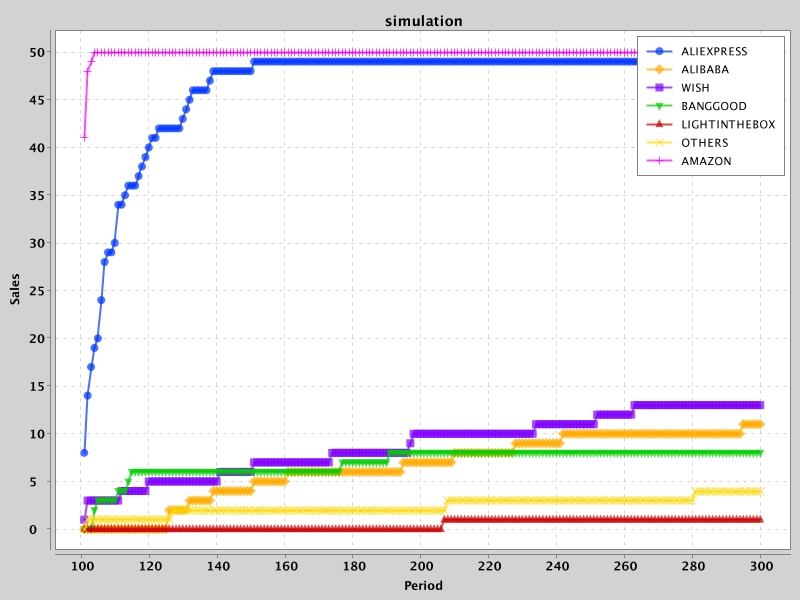 simulation
50
45
40
35
30
25
20
15
10
5
0
Sales
ALIEXPRESS
ALIBABA
WISH
BANGGOOD
LIGHTINTHEBOX
OTHERS
AMAZON
100 120 140 160 180 200 220 240 260 280 300
Period